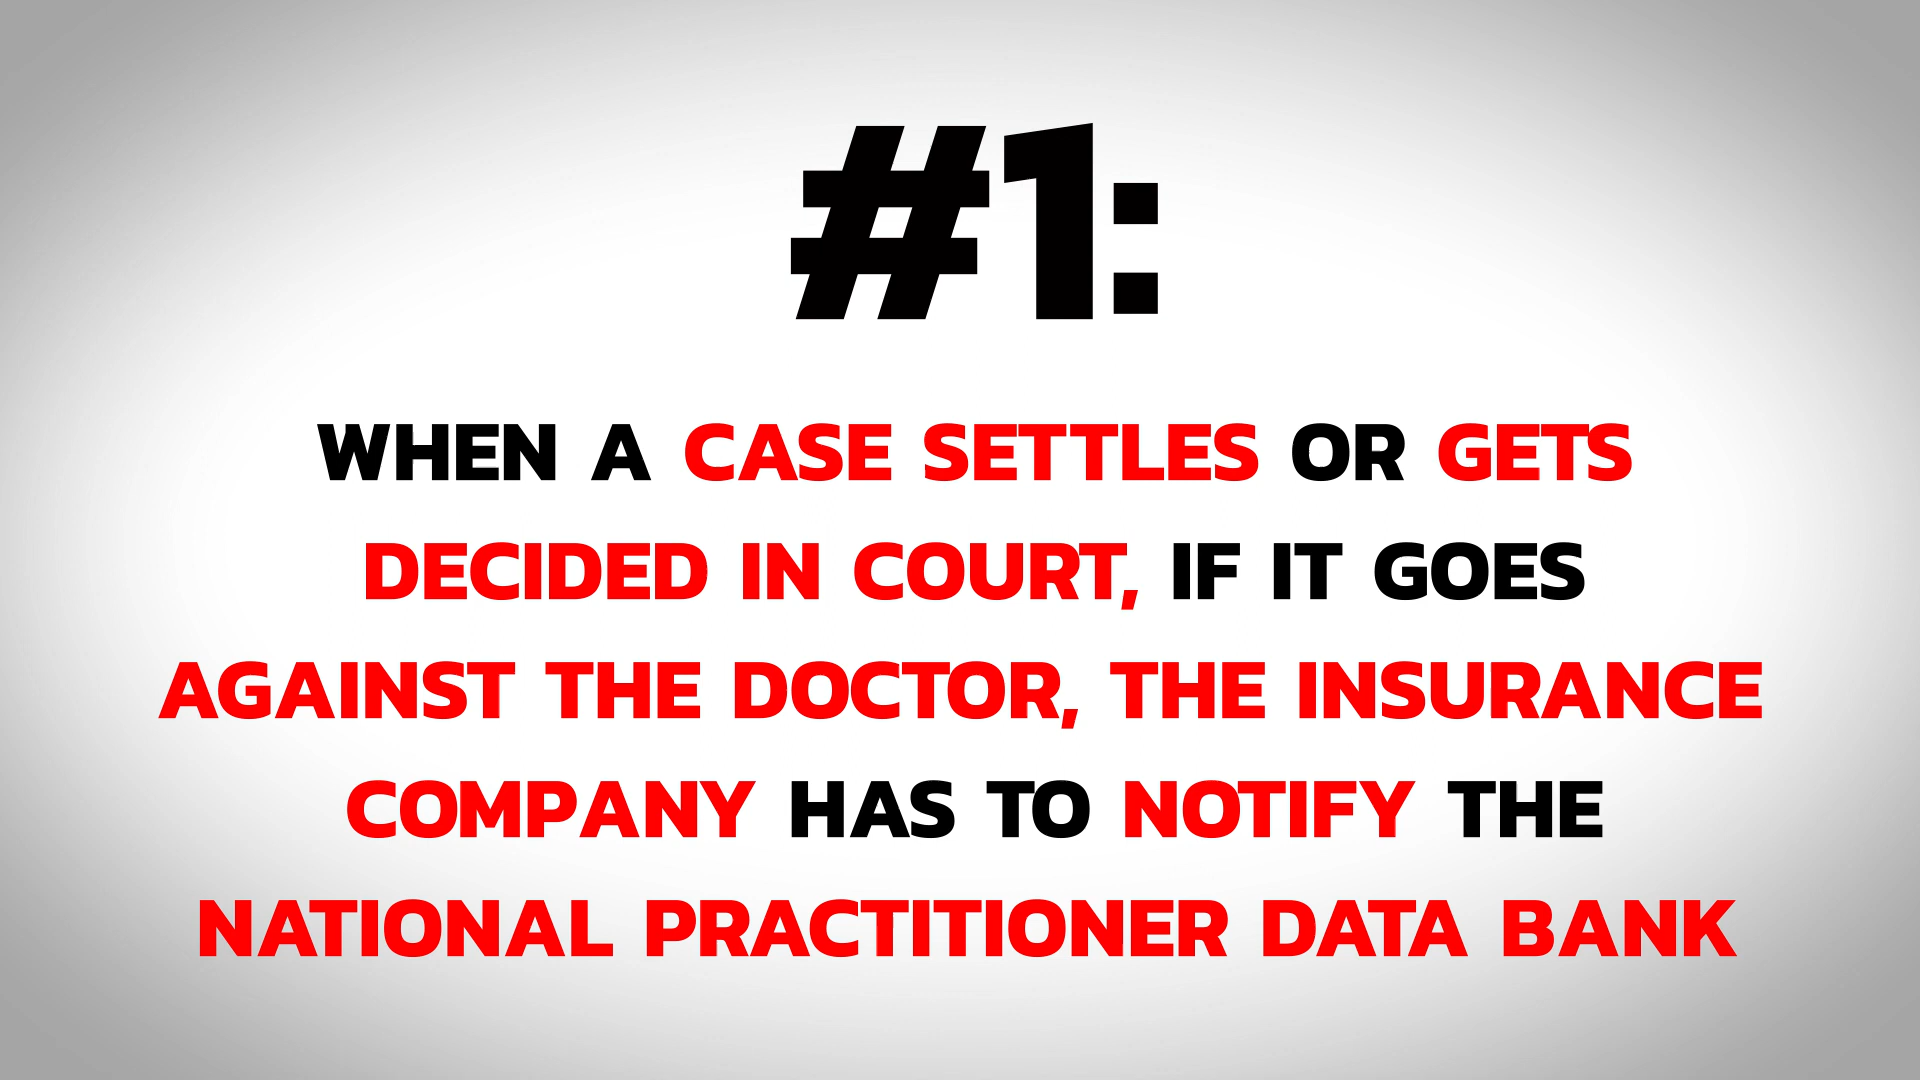 #1:
WHEN A CASE SETTLES OR GETS
DECIDED IN COURT, IF IT GOES
AGAINST THE DOCTOR, THE INSURANCE
COMPANY HAS TO NOTIFY THE
NATIONAL PRACTITIONER DATA BANK